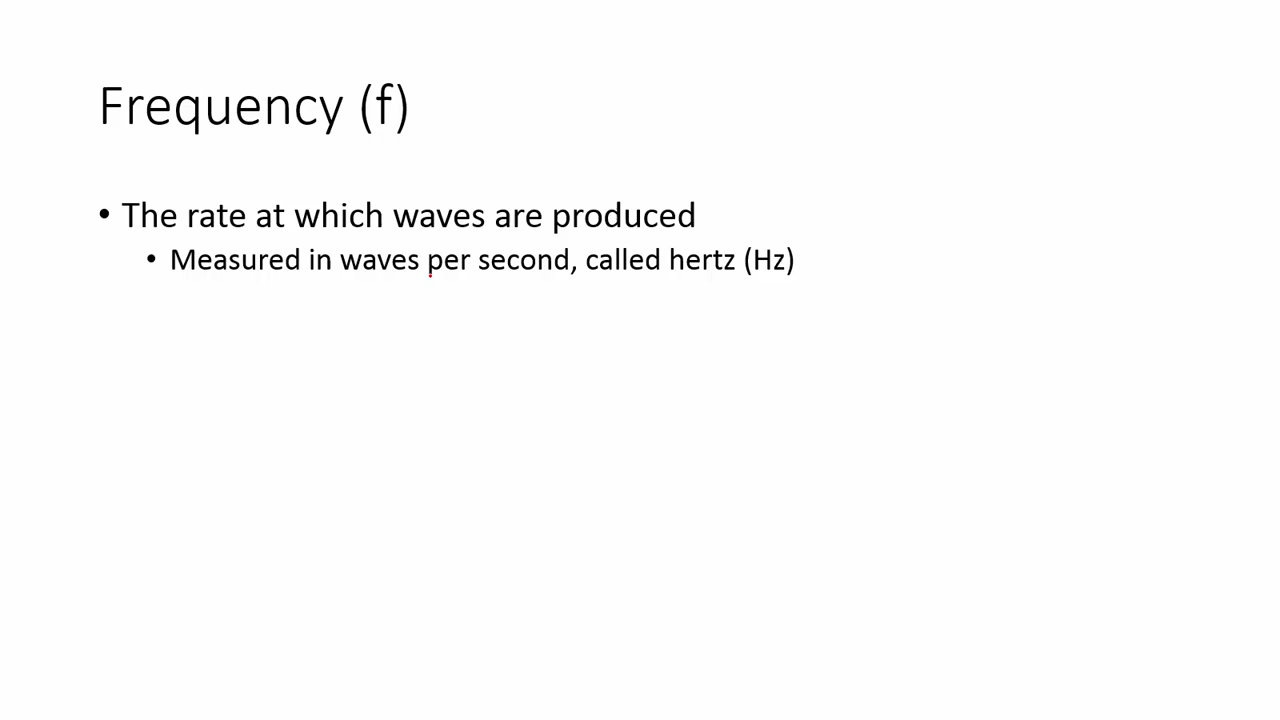 Frequency (f)
• The rate at which waves are produced
• Measured in waves per second, called hertz (Hz)